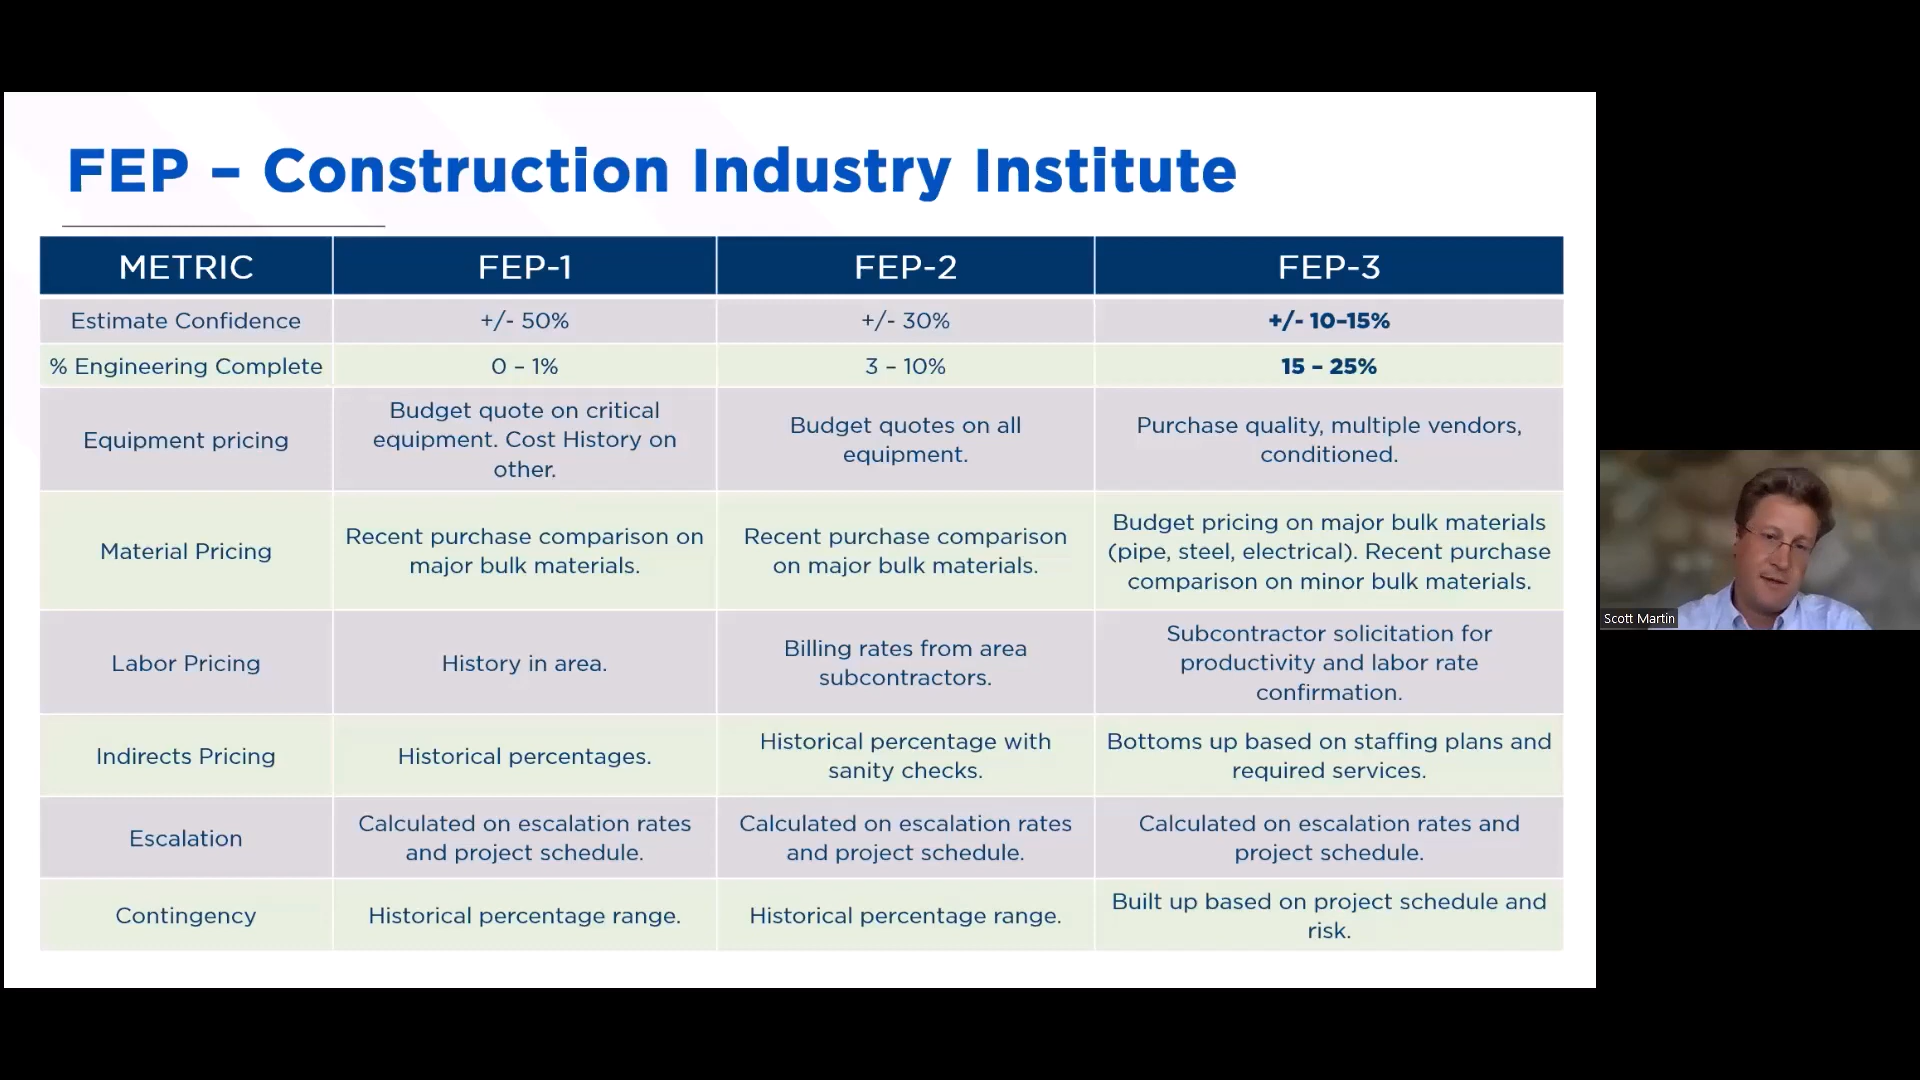 FEP – Construction Industry Institute
METRIC
FEP-1
FEP-2
FEP-3
Estimate Confidence
+/- 50%
+/- 30%
+/- 10–15%
% Engineering Complete
0 – 1%
3 – 10%
15 – 25%
Equipment pricing
Budget quote on critical
equipment. Cost History on
other.
Budget quotes on all
equipment.
Purchase quality, multiple vendors,
conditioned.
Material Pricing
Recent purchase comparison on
major bulk materials.
Recent purchase comparison
on major bulk materials.
Budget pricing on major bulk materials
(pipe, steel, electrical). Recent purchase
comparison on minor bulk materials.
Labor Pricing
History in area.
Billing rates from area
subcontractors.
Subcontractor solicitation for
productivity and labor rate
confirmation.
Indirects Pricing
Historical percentages.
Historical percentage with
sanity checks.
Bottoms up based on staffing plans and
required services.
Escalation
Calculated on escalation rates
and project schedule.
Calculated on escalation rates
and project schedule.
Calculated on escalation rates and
project schedule.
Contingency
Historical percentage range.
Historical percentage range.
Built up based on project schedule and
risk.
Scott Martin